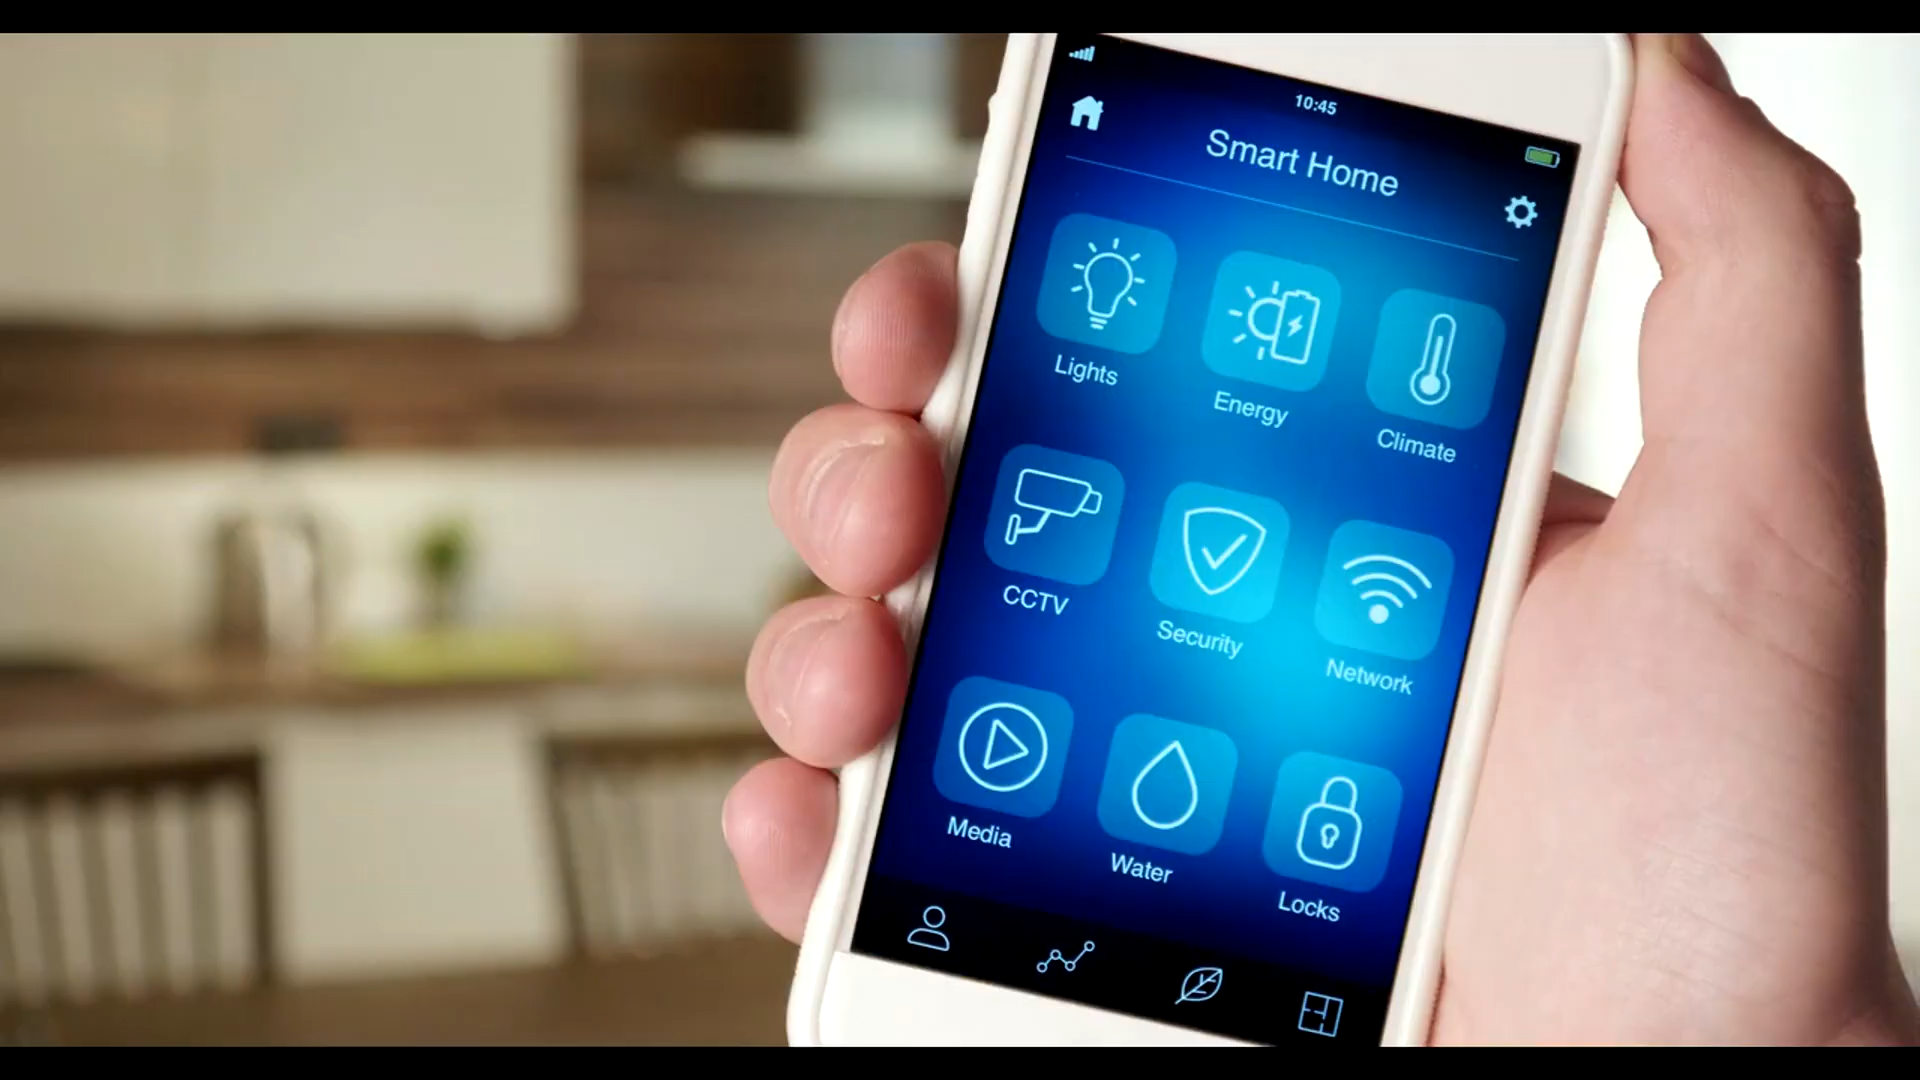 10:45
Smart Home
Lights
Energy
Climate
CCTV
Security
Network
Media
Water
Locks